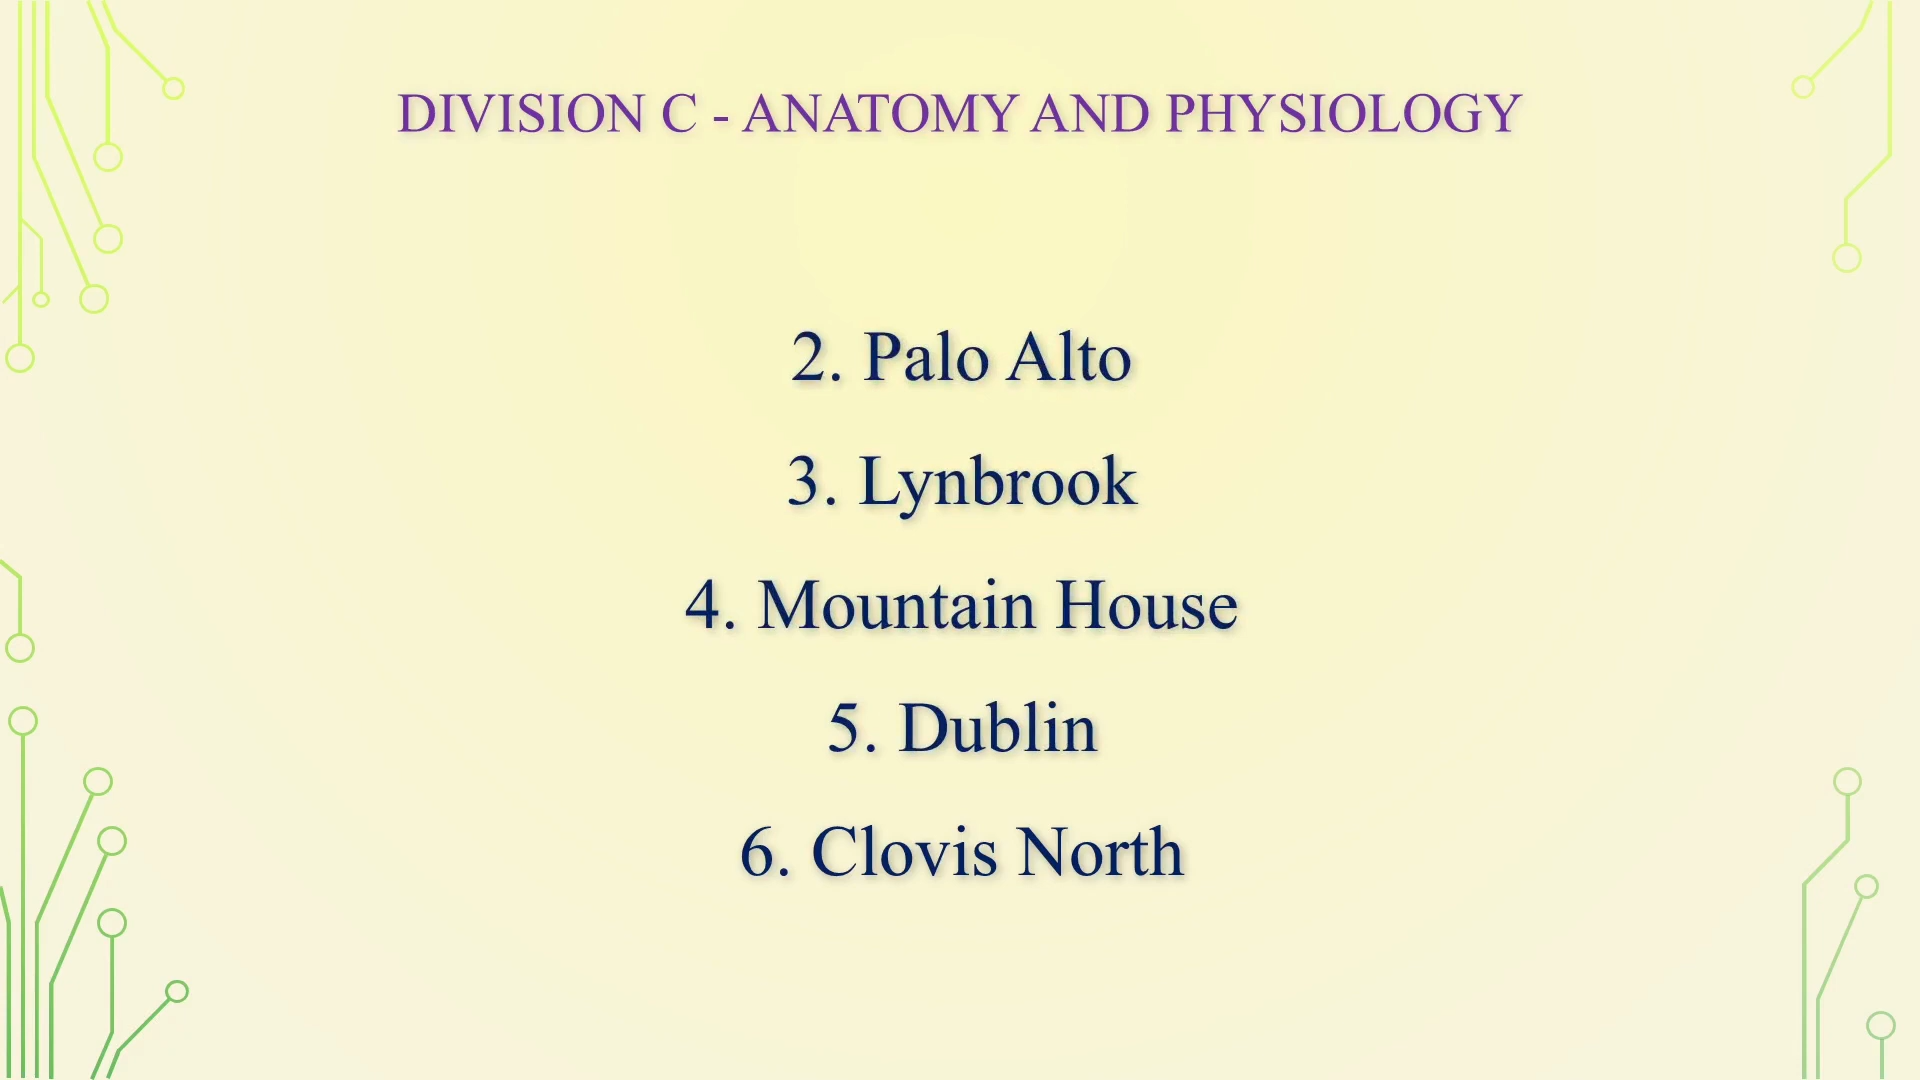 DIVISION C - ANATOMY AND PHYSIOLOGY
2. Palo Alto
3. Lynbrook
4. Mountain House
5. Dublin
6. Clovis North